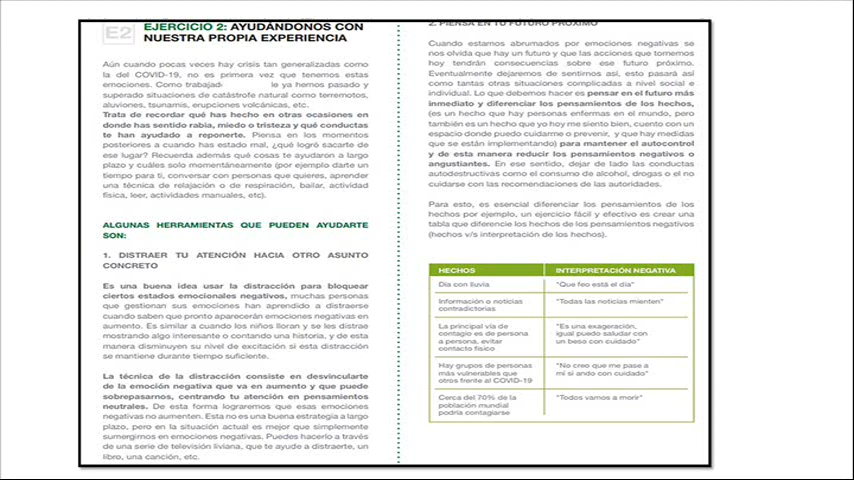 E2
EJERCICIO 2: AYUDÁNDONOS CON
NUESTRA PROPIA EXPERIENCIA
Aún cuando pocas veces hay crisis tan generalizadas como
la del COVID-19, no es primera vez que tenemos estas
emociones. Como trabajad le ya hemos pasado y
superado situaciones de catástrofe natural como terremotos,
aluviones, tsunamis, erupciones volcánicas, etc.
Trata de recordar qué has hecho en otras ocasiones en
donde has sentido rabia, miedo o tristeza y qué conductas
te han ayudado a reponerte. Piensa en los momentos
posteriores a cuando has estado mal, ¿qué logró sacarte de
ese lugar? Recuerda además qué cosas te ayudaron a largo
plazo y cuáles solo momentáneamente (por ejemplo darte un
tiempo para ti, conversar con personas que quieres, aprender
una técnica de relajación o de respiración, bailar, actividad
física, leer, actividades manuales, etc).
ALGUNAS HERRAMIENTAS QUE PUEDEN AYUDARTE
SON:
1. DISTRAER TU ATENCIÓN HACIA OTRO ASUNTO
CONCRETO
Es una buena idea usar la distracción para bloquear
ciertos estados emocionales negativos, muchas personas
que gestionan sus emociones han aprendido a distraerse
cuando saben que pronto aparecerán emociones negativas en
aumento. Es similar a cuando los niños lloran y se les distrae
mostrando algo interesante o contando una historia, y de esta
manera disminuyen su nivel de excitación si esta distracción
se mantiene durante tiempo suficiente.
La técnica de la distracción consiste en desvincularte
de la emoción negativa que va en aumento y que puede
sobrepasarnos, centrando tu atención en pensamientos
neutrales. De esta forma lograremos que esas emociones
negativas no aumenten. Esta no es una buena estrategia a largo
plazo, pero en la situación actual es mejor que simplemente
sumergirnos en emociones negativas. Puedes hacerlo a través
de una serie de televisión liviana, que te ayude a distraerte, un
libro, una canción, etc.
2. PIENSA EN TU FUTURO PRÓXIMO
Cuando estamos abrumados por emociones negativas se
nos olvida que hay un futuro y que las acciones que tomemos
hoy tendrán consecuencias sobre ese futuro próximo.
Eventualmente dejaremos de sentirnos así, esto pasará así
como tantas otras situaciones complicadas a nivel social e
individual. Lo que debemos hacer es pensar en el futuro más
inmediato y diferenciar los pensamientos de los hechos,
(es un hecho que hay personas enfermas en el mundo, pero
también es un hecho que yo hoy me siento bien, cuento con un
espacio donde puedo cuidarme o prevenir, y que hay medidas
que se están implementando) para mantener el autocontrol
y de esta manera reducir los pensamientos negativos o
angustiantes. En ese sentido, dejar de lado las conductas
autodestructivas como el consumo de alcohol, drogas o el no
cuidarse con las recomendaciones de las autoridades.
Para esto, es esencial diferenciar los pensamientos de los
hechos por ejemplo, un ejercicio fácil y efectivo es crear una
tabla que diferencie los hechos de los pensamientos negativos
(hechos v/s interpretación de los hechos).
HECHOS INTERPRETACIÓN NEGATIVA
Día con lluvia "Que feo está el día"
Información o noticias "Todas las noticias mienten"
contradictorias
La principal vía de "Es una exageración,
contagio es de persona igual puedo saludar con
a persona, evitar un beso con cuidado"
contacto físico
Hay grupos de personas "No creo que me pase a
más vulnerables que mi si ando con cuidado"
otros frente al COVID-19
Cerca del 70% de la "Todos vamos a morir"
población mundial
podría contagiarse